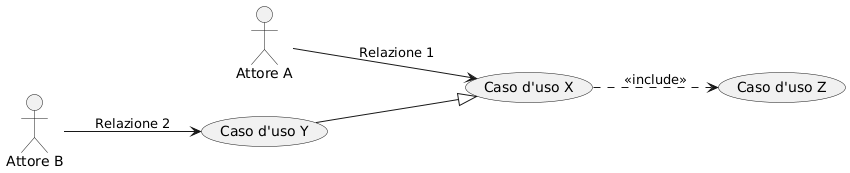 Relazione 1
Attore A
Caso d'uso X
«include»
Caso d'uso Z
Relazione 2
Caso d'uso Y
Attore B